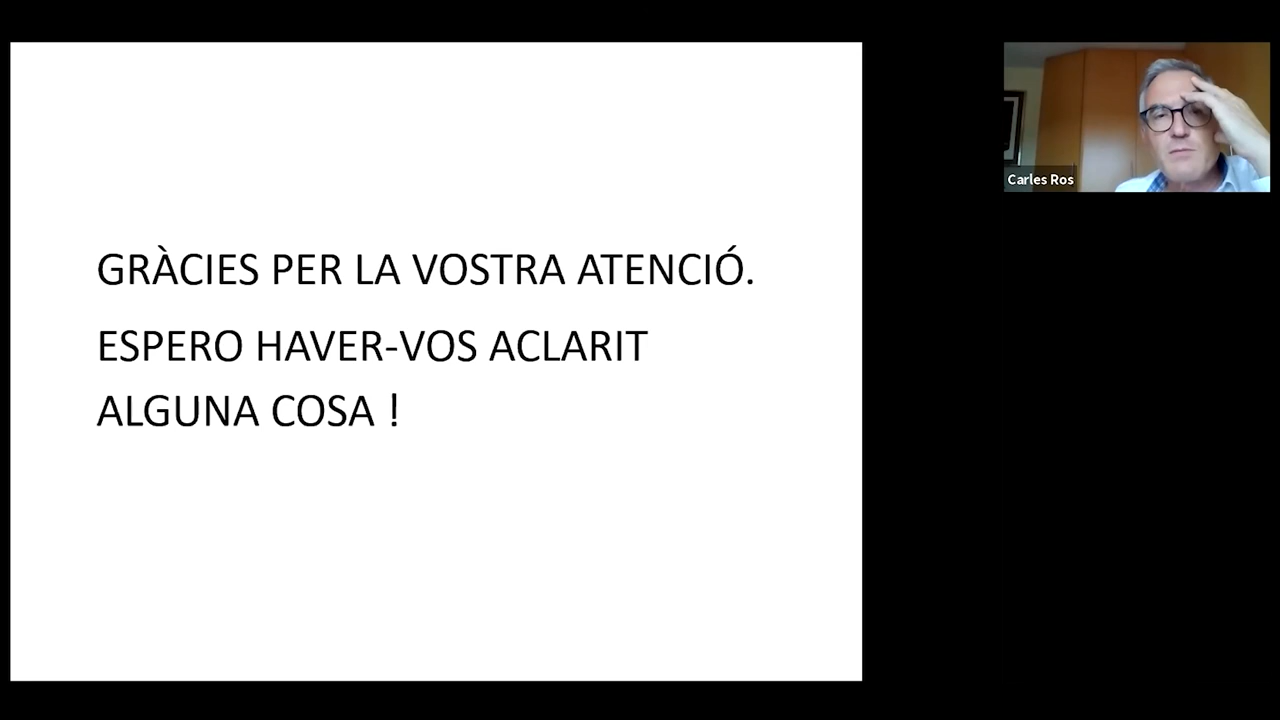 GRÀCIES PER LA VOSTRA ATENCIÓ.
ESPERO HAVER-VOS ACLARIT
ALGUNA COSA !
Carles Ros